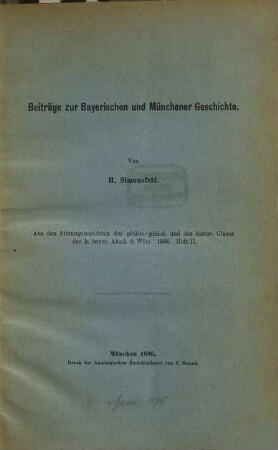 Beiträge zur Bayerischen und Münchener Geschichte.
Von
H. Simonsfeld.
Aus den Sitzungsberichten der philos.-philol. und der histor. Classe
der k. bayer. Akad. d. Wiss. 1896. Heft II.
München 1896.
Druck der Akademischen Buchdruckerei von F. Straub.